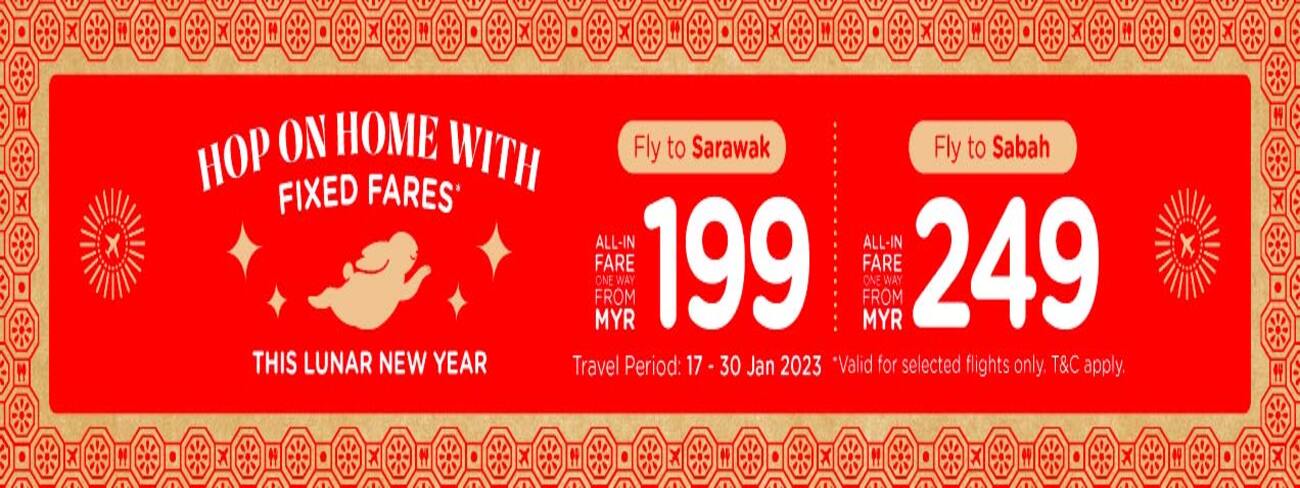 HOP ON HOME WITH
FIXED FARES*
THIS LUNAR NEW YEAR
Fly to Sarawak
ALL-IN
FARE
ONE WAY
FROM
MYR
199
Fly to Sabah
ALL-IN
FARE
ONE WAY
FROM
MYR
249
Travel Period: 17 - 30 Jan 2023 *Valid for selected flights only. T&C apply.